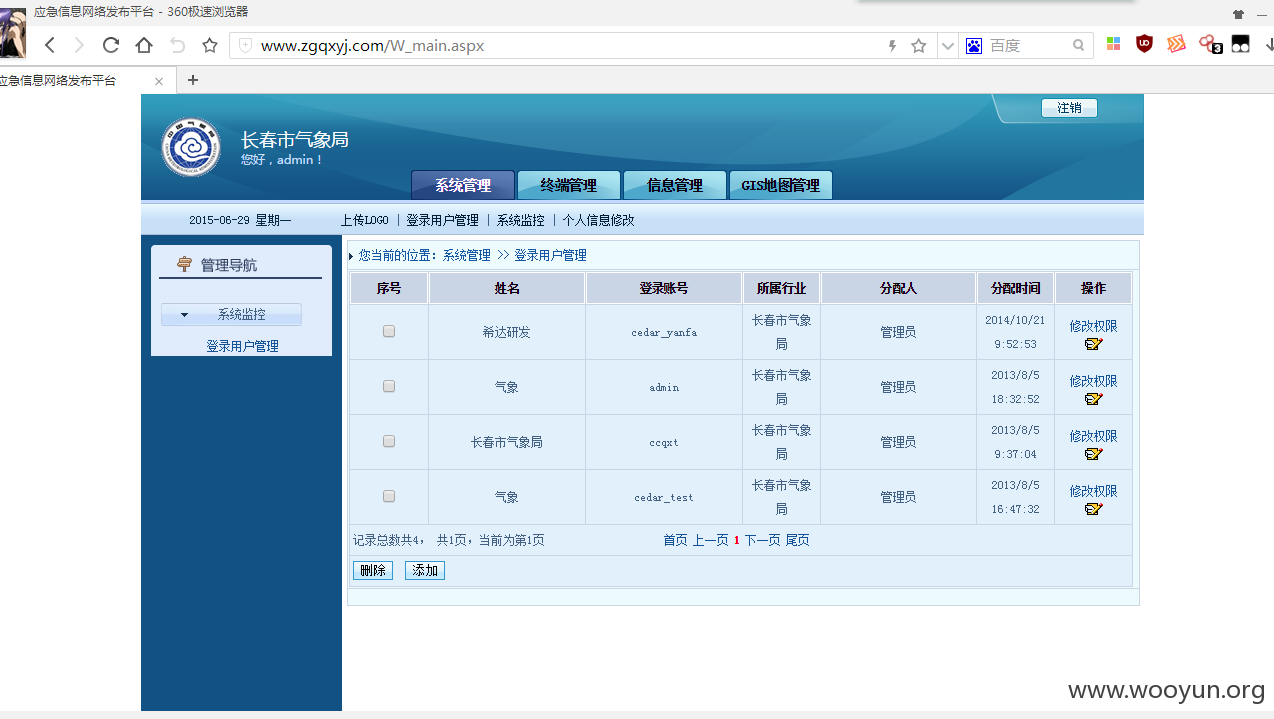 应急信息网络发布平台 - 360极速浏览器
www.zgqxyj.com/W_main.aspx
百度
3
应急信息网络发布平台
注销
长春市气象局
您好，admin！
系统管理 终端管理 信息管理 GIS地图管理
2015-06-29 星期一 上传LOGO | 登录用户管理 | 系统监控 | 个人信息修改
管理导航
系统监控
登录用户管理
您当前的位置：系统管理 >> 登录用户管理
序号 姓名 登录账号 所属行业 分配人 分配时间 操作
希达研发 cedar_yanfa 长春市气象局 管理员 2014/10/21 9:52:53 修改权限
气象 admin 长春市气象局 管理员 2013/8/5 18:32:52 修改权限
长春市气象局 ccqxt 长春市气象局 管理员 2013/8/5 9:37:04 修改权限
气象 cedar_test 长春市气象局 管理员 2013/8/5 16:47:32 修改权限
记录总数共4， 共1页，当前为第1页 首页 上一页 1 下一页 尾页
删除 添加
www.wooyun.org